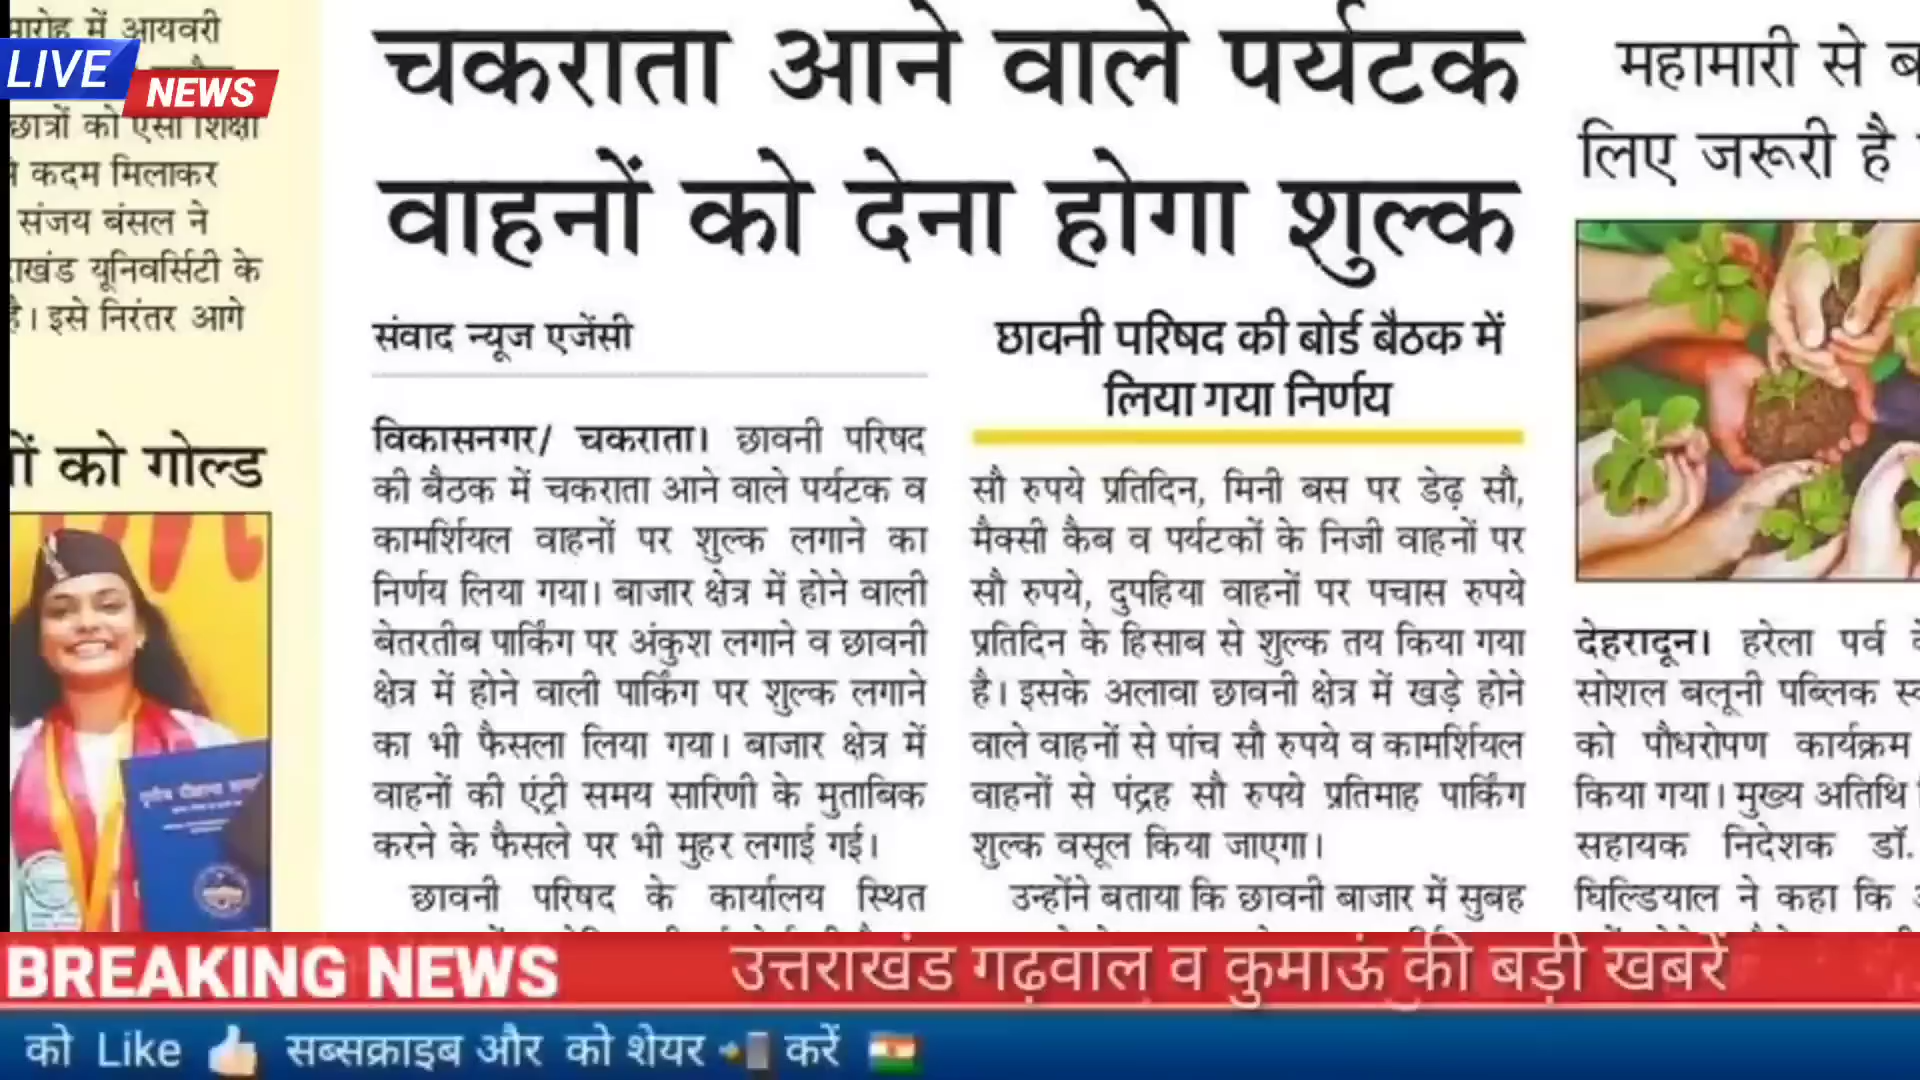 LIVE
NEWS
में आयवरी
छात्रों को ऐसी शिक्षा
कदम मिलाकर
संजय बंसल ने
यूनिवर्सिटी के
है। इसे निरंतर आगे
को गोल्ड
चकराता आने वाले पर्यटक
वाहनों को देना होगा शुल्क
संवाद न्यूज एजेंसी
विकासनगर/ चकराता। छावनी परिषद
की बैठक में चकराता आने वाले पर्यटक व
कामर्शियल वाहनों पर शुल्क लगाने का
निर्णय लिया गया। बाजार क्षेत्र में होने वाली
बेतरतीब पार्किंग पर अंकुश लगाने व छावनी
क्षेत्र में होने वाली पार्किंग पर शुल्क लगाने
का भी फैसला लिया गया। बाजार क्षेत्र में
वाहनों की एंट्री समय सारिणी के मुताबिक
करने के फैसले पर भी मुहर लगाई गई।
छावनी परिषद के कार्यालय स्थित
छावनी परिषद की बोर्ड बैठक में
लिया गया निर्णय
सौ रुपये प्रतिदिन, मिनी बस पर डेढ़ सौ,
मैक्सी कैब व पर्यटकों के निजी वाहनों पर
सौ रुपये, दुपहिया वाहनों पर पचास रुपये
प्रतिदिन के हिसाब से शुल्क तय किया गया
है। इसके अलावा छावनी क्षेत्र में खड़े होने
वाले वाहनों से पांच सौ रुपये व कामर्शियल
वाहनों से पंद्रह सौ रुपये प्रतिमाह पार्किंग
शुल्क वसूल किया जाएगा।
उन्होंने बताया कि छावनी बाजार में सुबह
महामारी से
लिए जरूरी है
देहरादून। हरेला पर्व
सोशल बलूनी पब्लिक
को पौधरोपण कार्यक्रम
किया गया। मुख्य अतिथि
सहायक निदेशक डॉ.
घिल्डियाल ने कहा कि
BREAKING NEWS
उत्तराखंड गढ़वाल व कुमाऊं की बड़ी खबरें
को Like 👍 सब्सक्राइब और को शेयर 📲 करें 🇮🇳